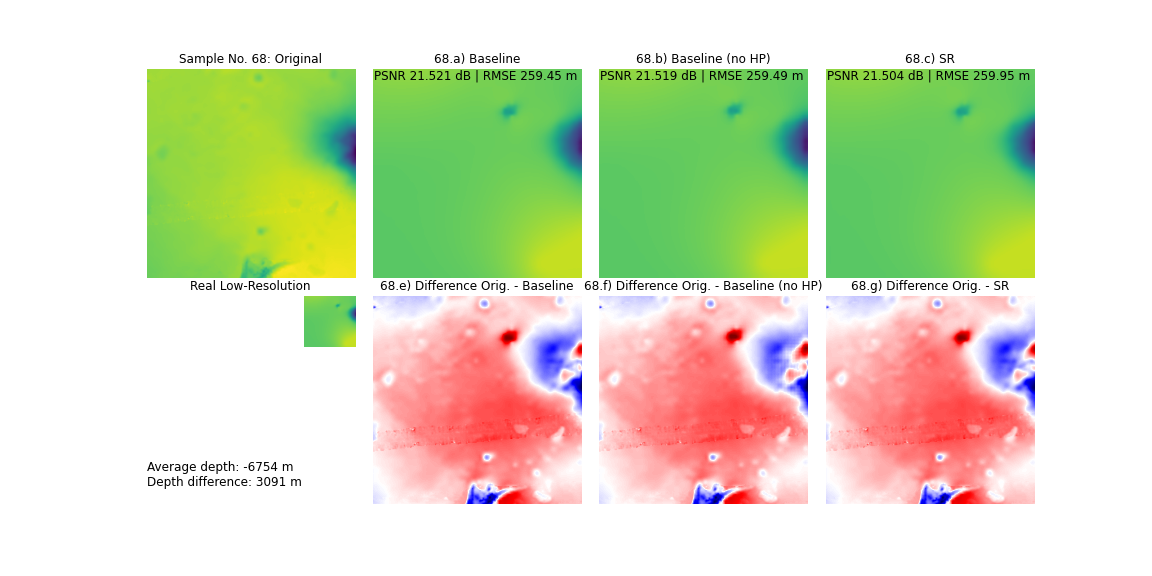 Sample No. 68: Original
68.a) Baseline
68.b) Baseline (no HP)
68.c) SR
PSNR 21.521 dB | RMSE 259.45 m
PSNR 21.519 dB | RMSE 259.49 m
PSNR 21.504 dB | RMSE 259.95 m
Real Low-Resolution
68.e) Difference Orig. - Baseline
68.f) Difference Orig. - Baseline (no HP)
68.g) Difference Orig. - SR
Average depth: -6754 m
Depth difference: 3091 m